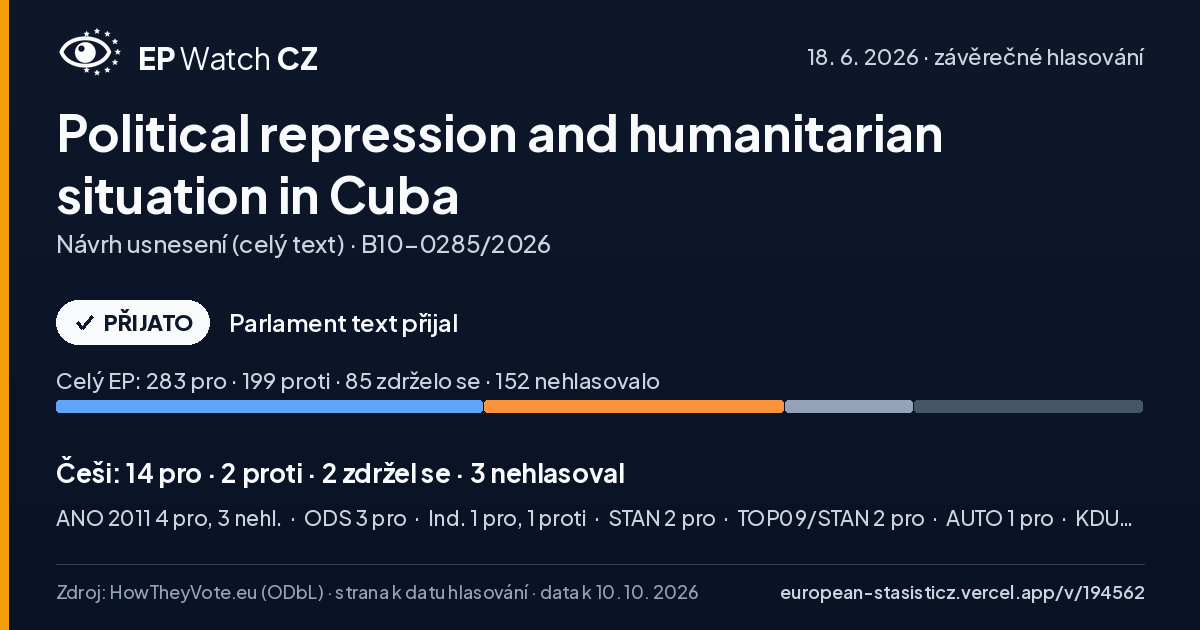 EP Watch CZ
18. 6. 2026 · závěrečné hlasování
Political repression and humanitarian
situation in Cuba
Návrh usnesení (celý text) · B10–0285/2026
✓ PŘIJATO
Parlament text přijal
Celý EP: 283 pro · 199 proti · 85 zdrželo se · 152 nehlasovalo
Češi: 14 pro · 2 proti · 2 zdržel se · 3 nehlasoval
ANO 2011 4 pro, 3 nehl. · ODS 3 pro · Ind. 1 pro, 1 proti · STAN 2 pro · TOP09/STAN 2 pro · AUTO 1 pro · KDU…
Zdroj: HowTheyVote.eu (ODbL) · strana k datu hlasování · data k 10. 10. 2026
european-stasisticz.vercel.app/v/194562